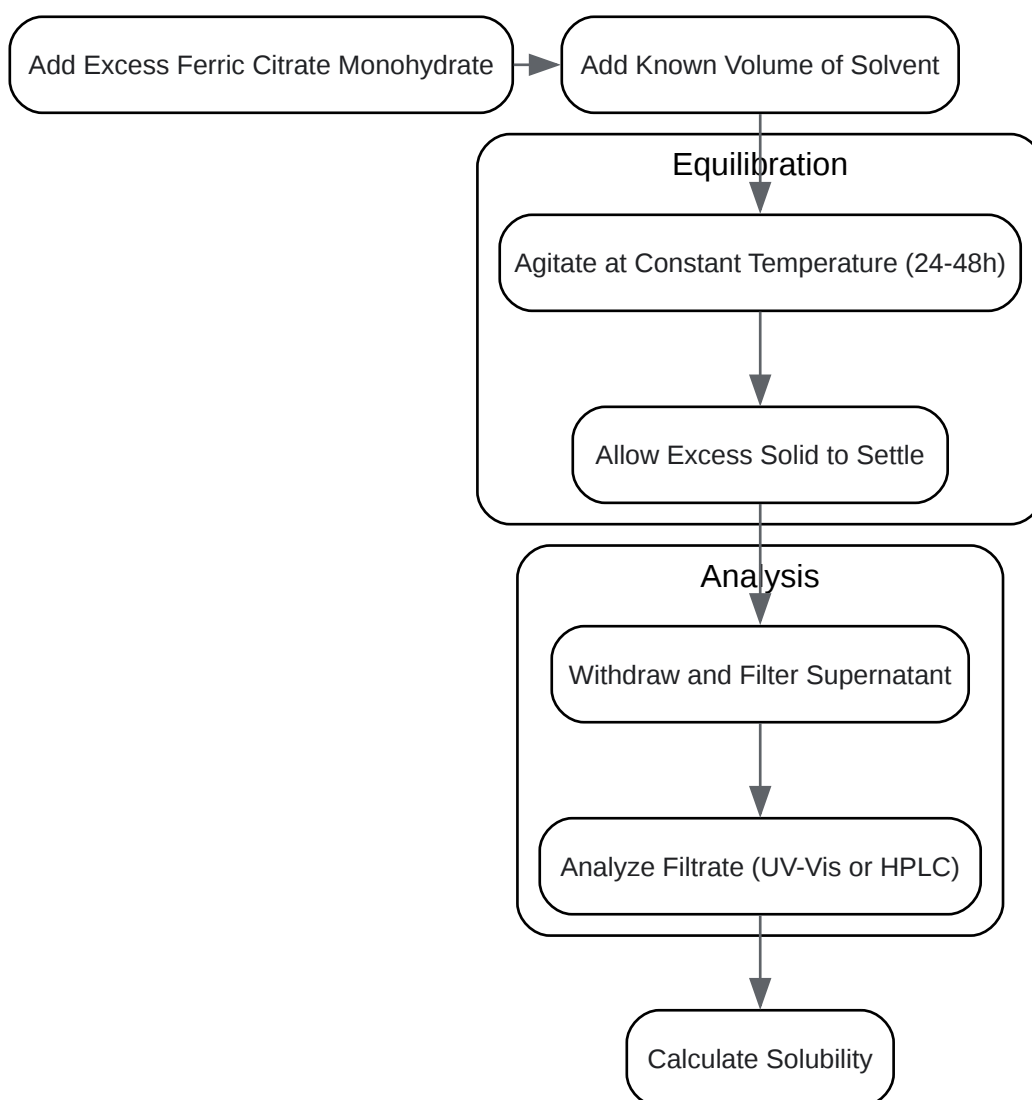 Add Excess Ferric Citrate Monohydrate
Add Known Volume of Solvent
Equilibration
Agitate at Constant Temperature (24-48h)
Allow Excess Solid to Settle
Analysis
Withdraw and Filter Supernatant
Analyze Filtrate (UV-Vis or HPLC)
Calculate Solubility